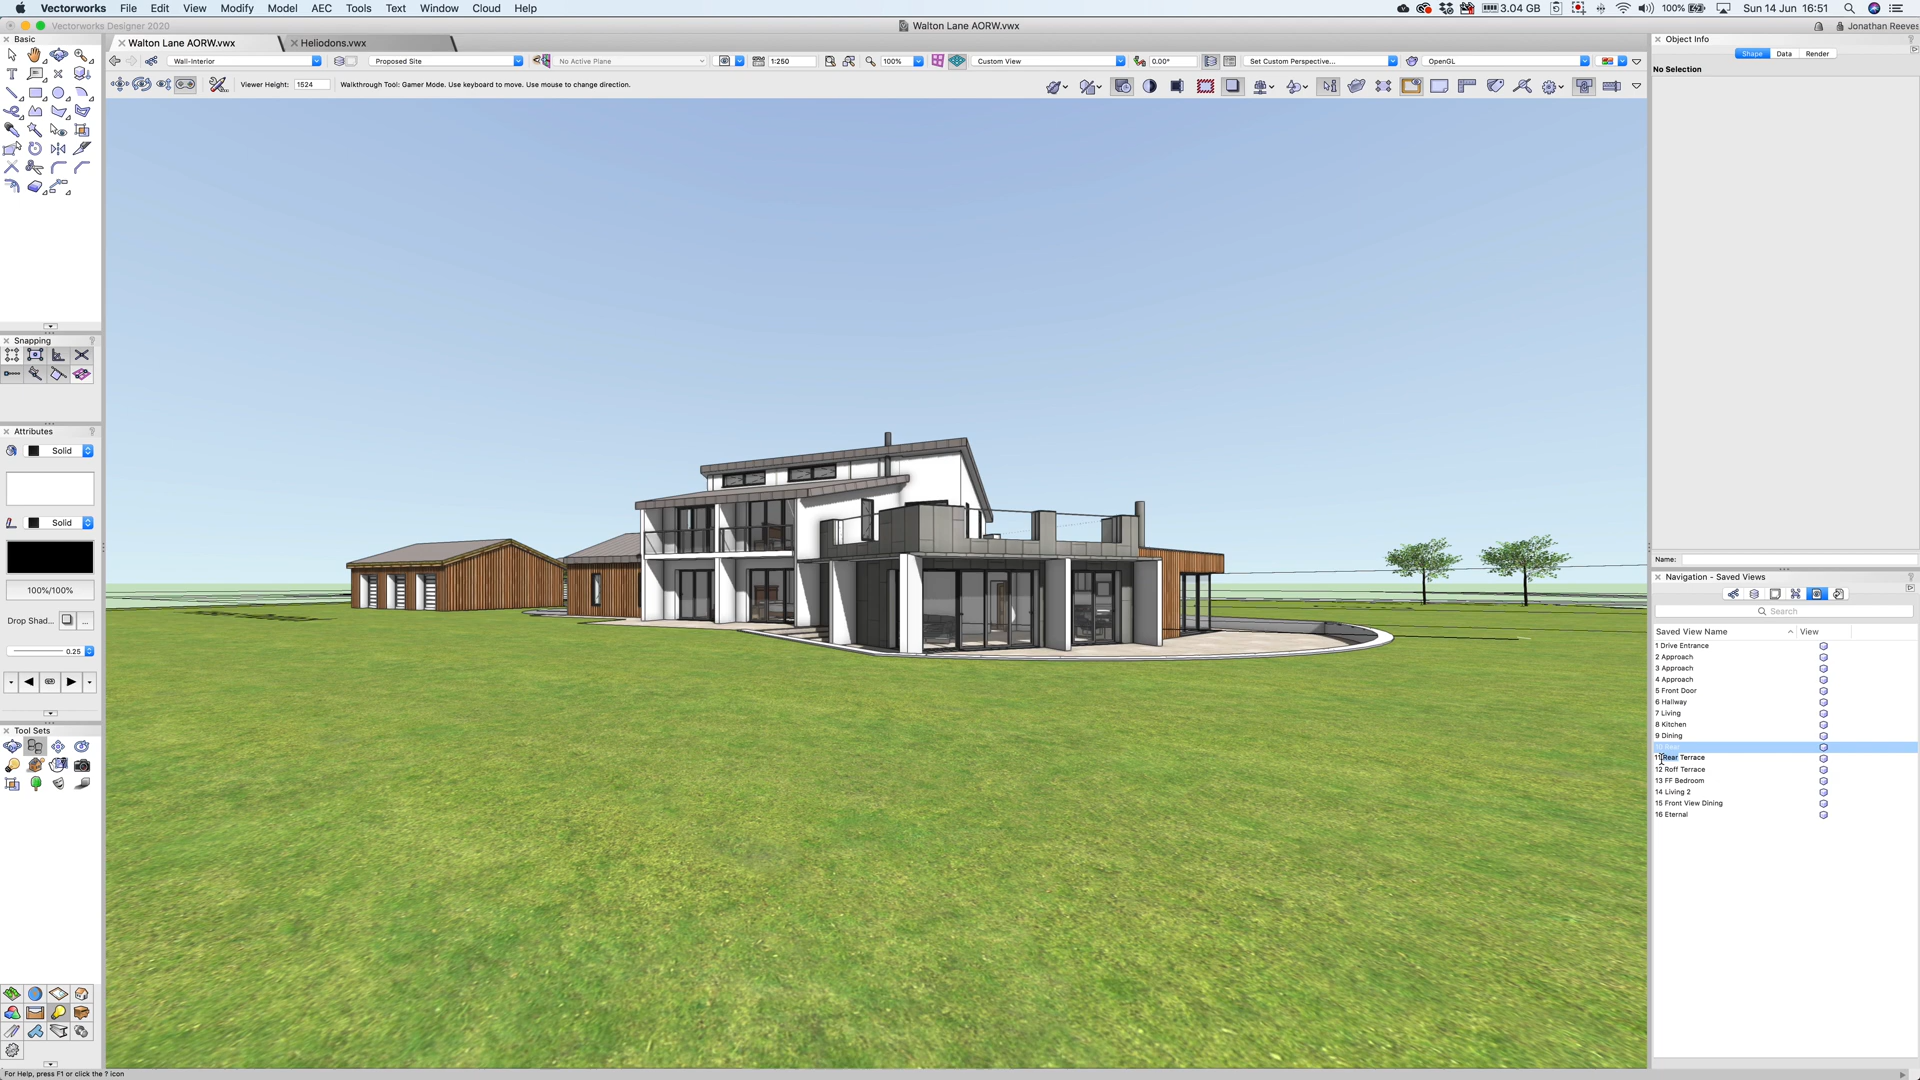 Vectorworks File Edit View Modify Model AEC Tools Text Window Cloud Help 3.04 GB 100% Sun 14 Jun 16:51
Vectorworks Designer 2020 Walton Lane AORW.vwx Jonathan Reeves
Basic
Walton Lane AORW.vwx Heliodons.vwx
Wall-Interior Proposed Site No Active Plane 1:250 100% Custom View 0.00° Set Custom Perspective... OpenGL
Viewer Height: 1524 Walkthrough Tool: Gamer Mode. Use keyboard to move. Use mouse to change direction.
Object Info
Shape Data Render
No Selection
Snapping
Attributes
Solid
Solid
100%/100%
Drop Shad... ...
0.25
Tool Sets
Name:
Navigation - Saved Views
Search
Saved View Name View
1 Drive Entrance
2 Approach
3 Approach
4 Approach
5 Front Door
6 Hallway
7 Living
8 Kitchen
9 Dining
10 Rear
11 Rear Terrace
12 Roff Terrace
13 FF Bedroom
14 Living 2
15 Front View Dining
16 Eternal
For Help, press F1 or click the ? icon